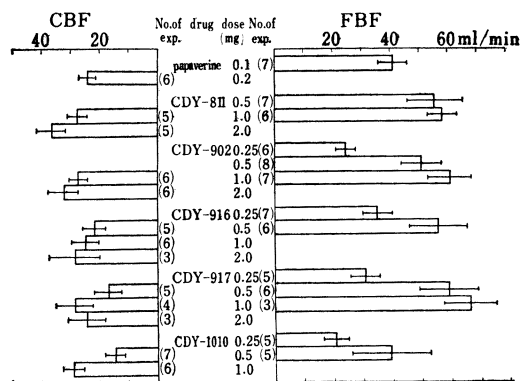 CBF No.of drug dose No.of FBF
exp. (mg) exp.
40 20 20 40 60 ml/min
papaverine 0.1 (7)
(6) 0.2
CDY-811 0.5 (7)
(5) 1.0 (6)
(5) 2.0
CDY-902 0.25 (6)
0.5 (8)
(6) 1.0 (7)
(6) 2.0
CDY-916 0.25 (7)
(5) 0.5 (6)
(6) 1.0
(3) 2.0
CDY-917 0.25 (5)
(5) 0.5 (6)
(4) 1.0 (3)
(3) 2.0
CDY-1010 0.25 (5)
(7) 0.5 (5)
(6) 1.0